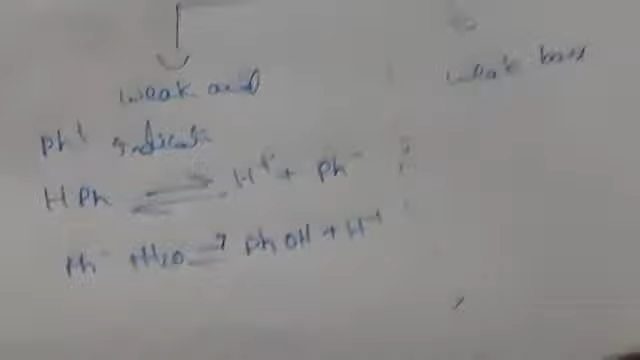 weak acid
weak base
Ph indicator
HPh ⇌ H⁺ + Ph⁻
Ph⁻ + H₂O ⇌ PhOH + H⁺